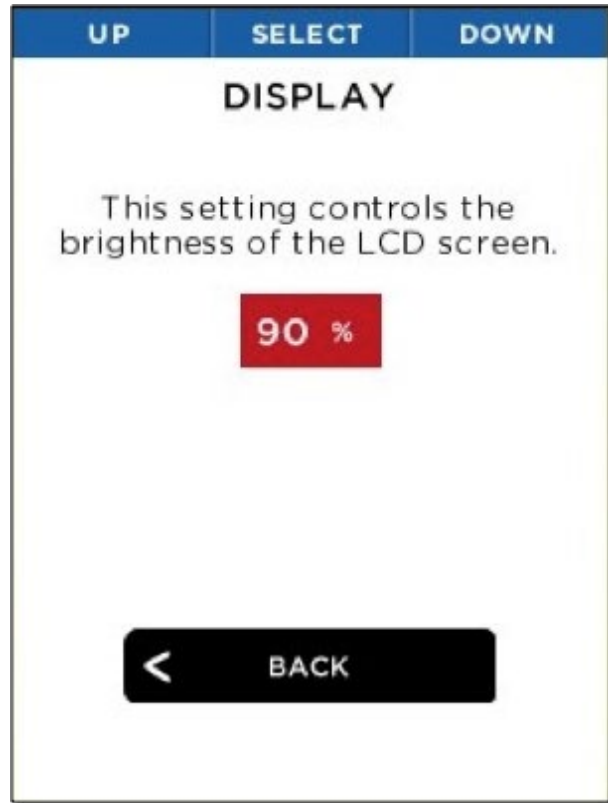 UP SELECT DOWN
DISPLAY
This setting controls the
brightness of the LCD screen.
90 %
< BACK